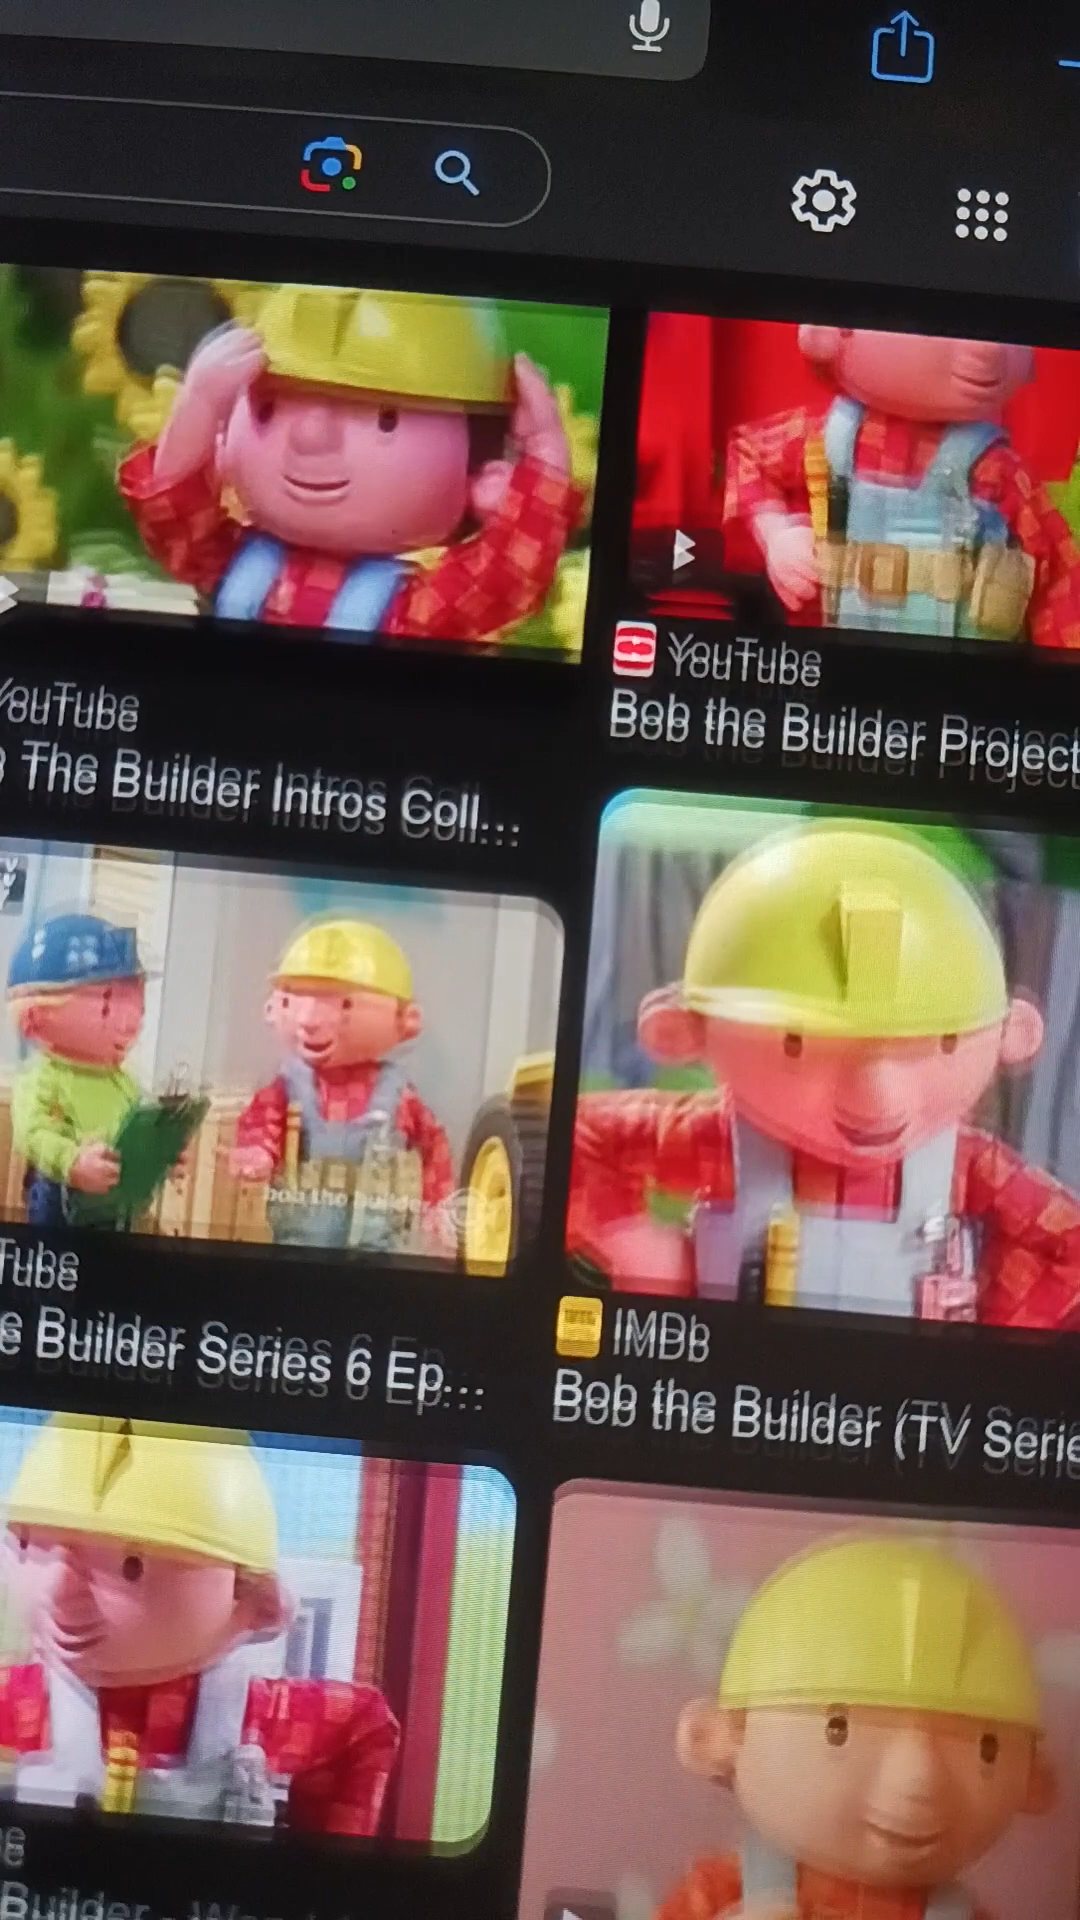 YouTube
The Builder Intros Coll...
YouTube
Bob the Builder Project
bob the builder
Tube
e Builder Series 6 Ep...
IMDb
Bob the Builder (TV Serie
e
Builder -